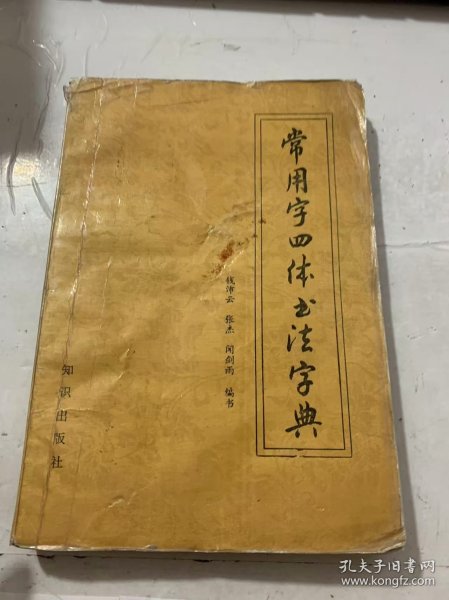 常用字四体书法字典
钱沛云 张杰 闻剑雨 编书
知识出版社
孔夫子旧书网
www.kongfz.com